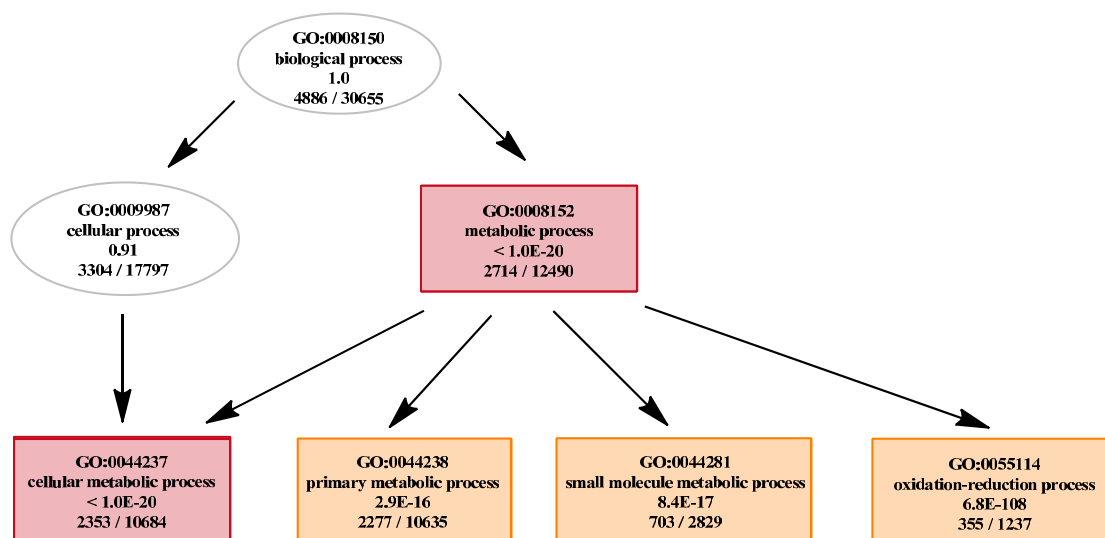 GO:0008150
biological process
1.0
4886 / 30655
GO:0009987
cellular process
0.91
3304 / 17797
GO:0008152
metabolic process
< 1.0E-20
2714 / 12490
GO:0044237
cellular metabolic process
< 1.0E-20
2353 / 10684
GO:0044238
primary metabolic process
2.9E-16
2277 / 10635
GO:0044281
small molecule metabolic process
8.4E-17
703 / 2829
GO:0055114
oxidation-reduction process
6.8E-108
355 / 1237